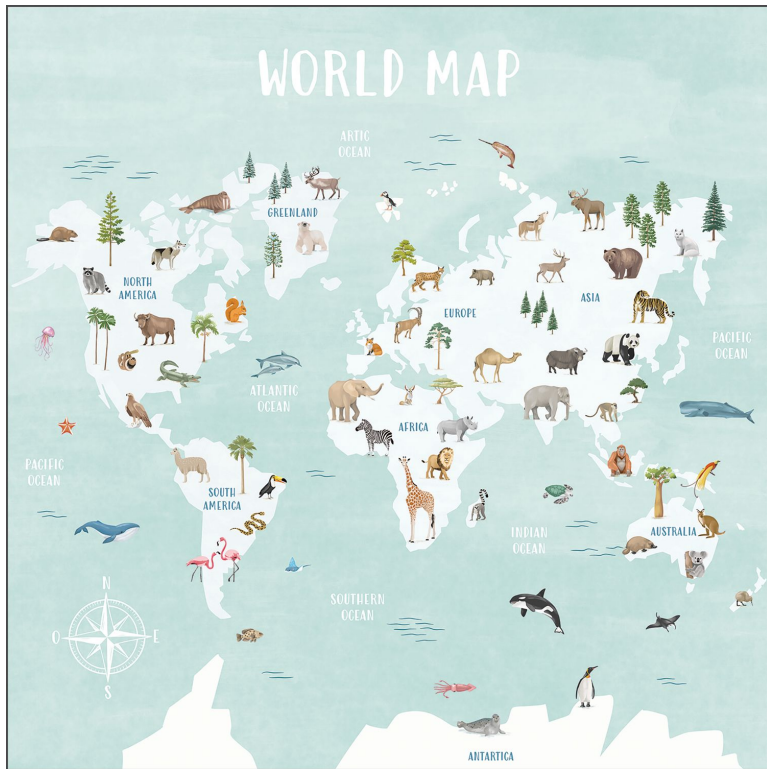 WORLD MAP
ARTIC
OCEAN
GREENLAND
NORTH
AMERICA
EUROPE
ASIA
PACIFIC
OCEAN
ATLANTIC
OCEAN
AFRICA
PACIFIC
OCEAN
SOUTH
AMERICA
INDIAN
OCEAN
AUSTRALIA
SOUTHERN
OCEAN
N
O E
S
ANTARTICA